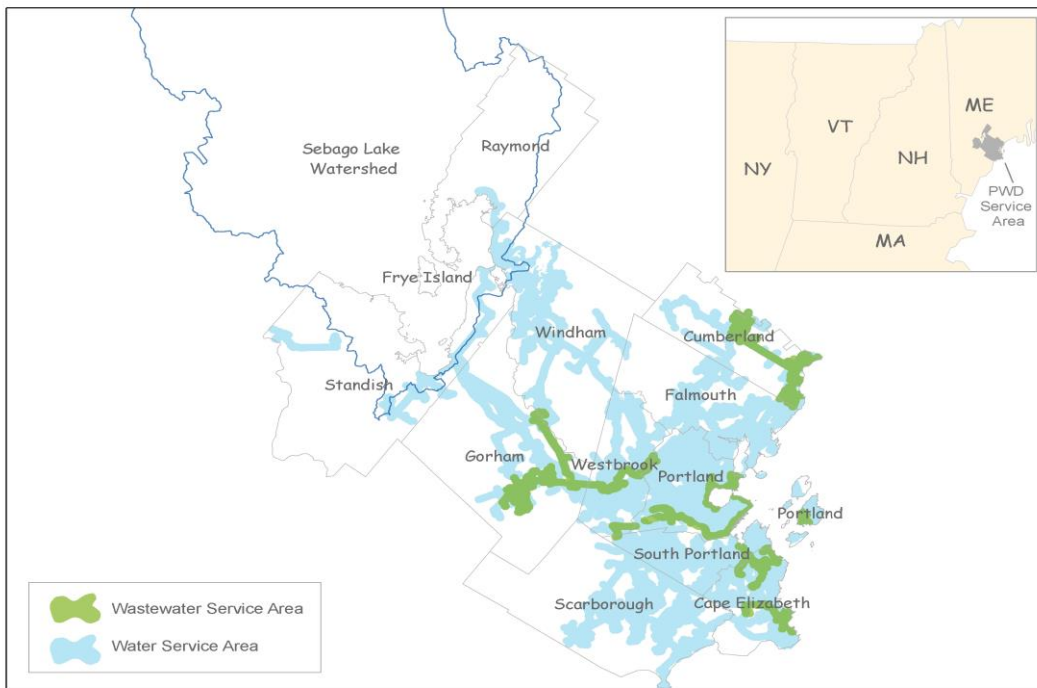 Sebago Lake
Watershed
Raymond
Frye Island
Windham
Cumberland
Standish
Falmouth
Gorham
Westbrook
Portland
Portland
South Portland
Scarborough
Cape Elizabeth
ME
VT
NH
NY
PWD
Service
Area
MA
Wastewater Service Area
Water Service Area